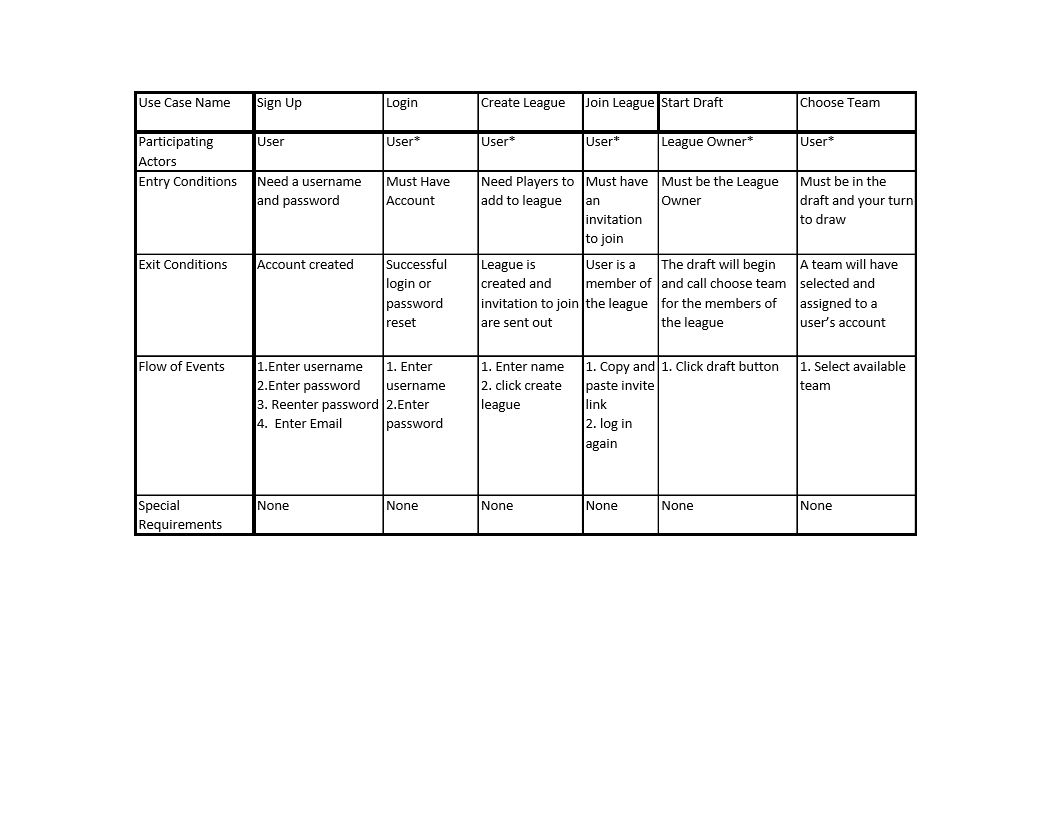 Use Case Name
Sign Up
Login
Create League
Join League
Start Draft
Choose Team
Participating
Actors
User
User*
User*
User*
League Owner*
User*
Entry Conditions
Need a username
and password
Must Have
Account
Need Players to
add to league
Must have
an
invitation
to join
Must be the League
Owner
Must be in the
draft and your turn
to draw
Exit Conditions
Account created
Successful
login or
password
reset
League is
created and
invitation to join
are sent out
User is a
member of
the league
The draft will begin
and call choose team
for the members of
the league
A team will have
selected and
assigned to a
user’s account
Flow of Events
1.Enter username
2.Enter password
3. Reenter password
4.  Enter Email
1. Enter
username
2.Enter
password
1. Enter name
2. click create
league
1. Copy and
paste invite
link
2. log in
again
1. Click draft button
1. Select available
team
Special
Requirements
None
None
None
None
None
None